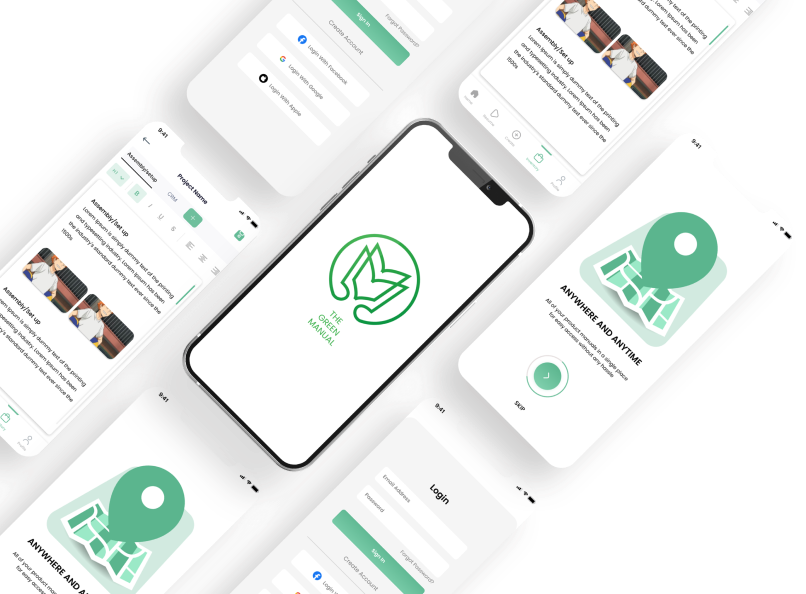 Sign In
Forgot Password?
Create Account
Login With Facebook
Login With Google
Login With Apple
Assembly/Set up
Lorem Ipsum is simply dummy text of the printing
and typesetting industry. Lorem Ipsum has been
the industry's standard dummy text ever since the
1500s
Profile
9:41
Assembly/setup
CRM
Project Name
B
I
U
S
Assembly/Set up
Lorem Ipsum is simply dummy text of the printing
and typesetting industry. Lorem Ipsum has been
the industry's standard dummy text ever since the
1500s
Assembly/Set up
Lorem Ipsum is simply dummy text of the printing
typesetting industry. Lorem Ipsum has been
standard dummy text ever since the
Profile
THE
GREEN
MANUAL
9:41
ANYWHERE AND ANYTIME
All of your product manuals in a single place
for easy access without any hassle
SKIP
9:41
ANYWHERE AND
All of your product manuals
for easy access
9:41
Login
Email Address
Password
Sign In
Forgot Password?
Create Account